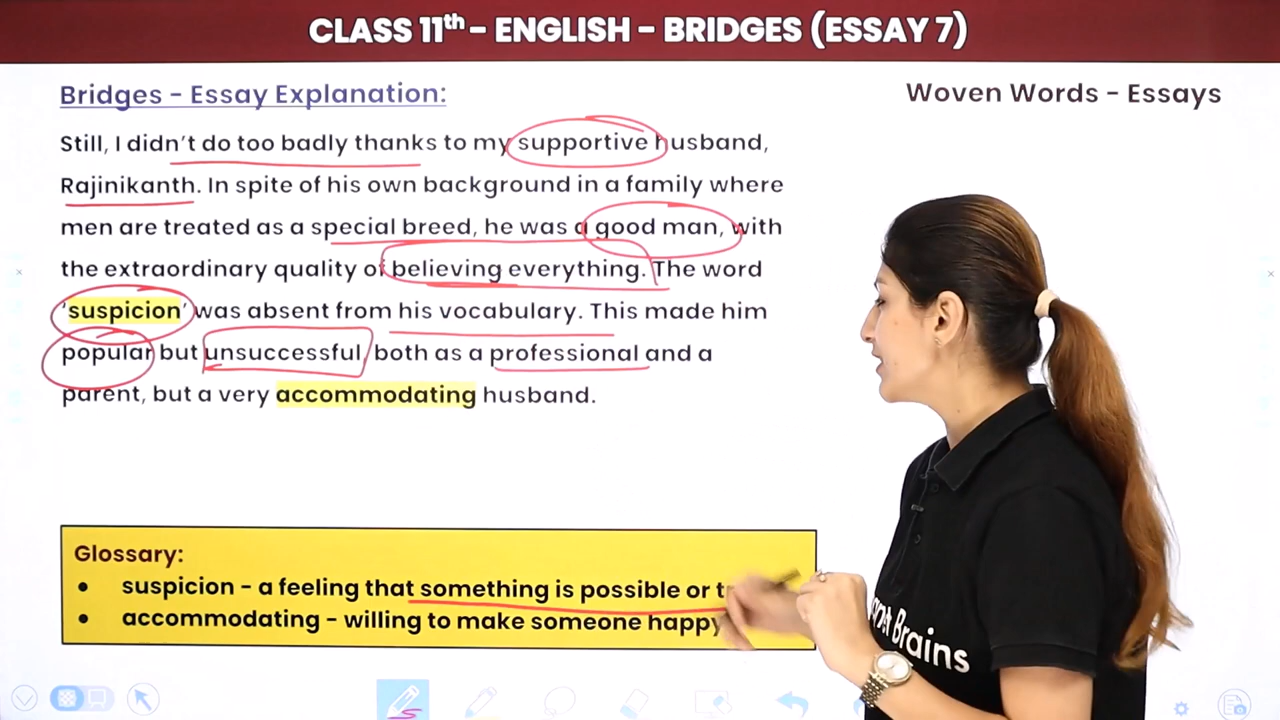 CLASS 11th - ENGLISH - BRIDGES (ESSAY 7)
Bridges - Essay Explanation:
Woven Words - Essays
Still, I didn't do too badly thanks to my supportive husband,
Rajinikanth. In spite of his own background in a family where
men are treated as a special breed, he was a good man, with
the extraordinary quality of believing everything. The word
'suspicion' was absent from his vocabulary. This made him
popular but unsuccessful, both as a professional and a
parent, but a very accommodating husband.
Glossary:
• suspicion - a feeling that something is possible or
• accommodating - willing to make someone happy
Brains